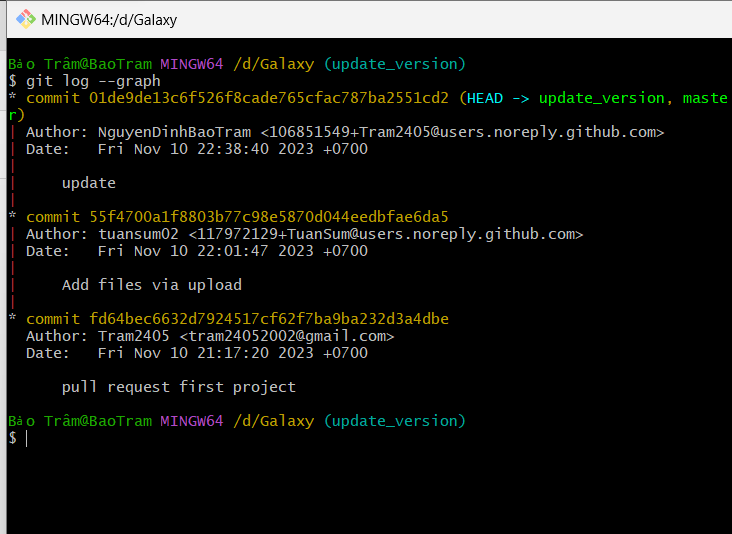 MINGW64:/d/Galaxy
Bảo Trâm@BaoTram MINGW64 /d/Galaxy (update_version)
$ git log --graph
* commit 01de9de13c6f526f8cade765cfac787ba2551cd2 (HEAD -> update_version, maste
r)
| Author: NguyenDinhBaoTram <106851549+Tram2405@users.noreply.github.com>
| Date:   Fri Nov 10 22:38:40 2023 +0700
|
|     update
|
* commit 55f4700a1f8803b77c98e5870d044eedbfae6da5
| Author: tuansum02 <117972129+TuanSum@users.noreply.github.com>
| Date:   Fri Nov 10 22:01:47 2023 +0700
|
|     Add files via upload
|
* commit fd64bec6632d7924517cf62f7ba9ba232d3a4dbe
  Author: Tram2405 <tram24052002@gmail.com>
  Date:   Fri Nov 10 21:17:20 2023 +0700

      pull request first project

Bảo Trâm@BaoTram MINGW64 /d/Galaxy (update_version)
$